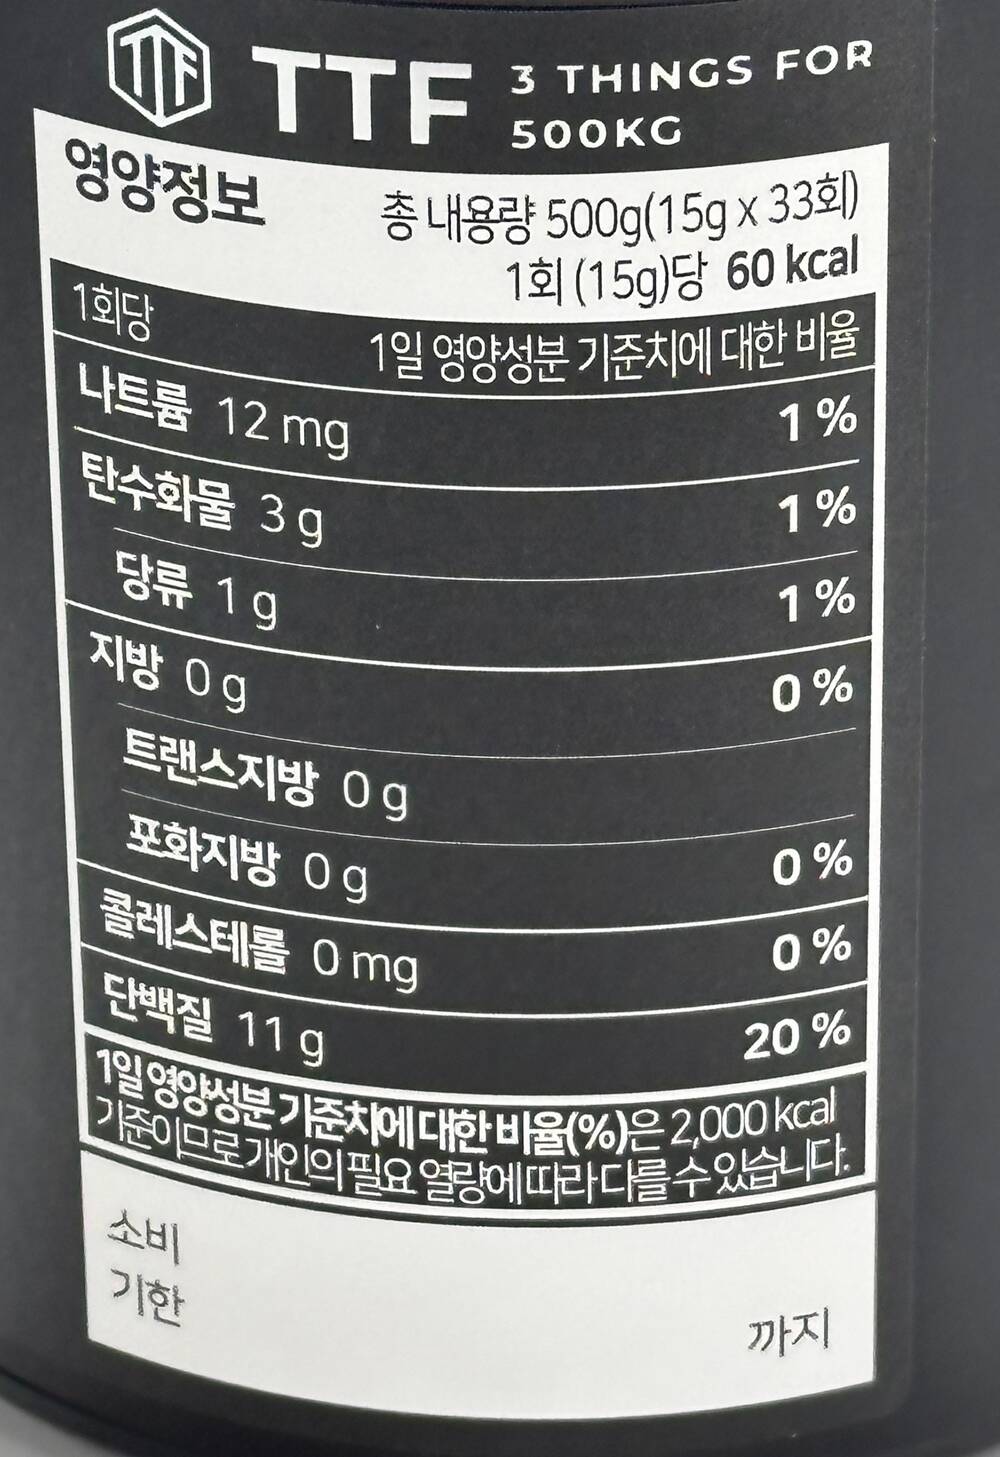 TTF TTF 3 THINGS FOR
500KG
영양정보
총 내용량 500g(15g x 33회)
1회 (15g)당 60 kcal
1회당 1일 영양성분 기준치에 대한 비율
나트륨 12 mg 1 %
탄수화물 3 g 1 %
당류 1 g 1 %
지방 0 g 0 %
트랜스지방 0 g
포화지방 0 g 0 %
콜레스테롤 0 mg 0 %
단백질 11 g 20 %
1일 영양성분 기준치에 대한 비율(%)은 2,000 kcal
기준이므로 개인의 필요 열량에 따라 다를 수 있습니다.
소비
기한
까지